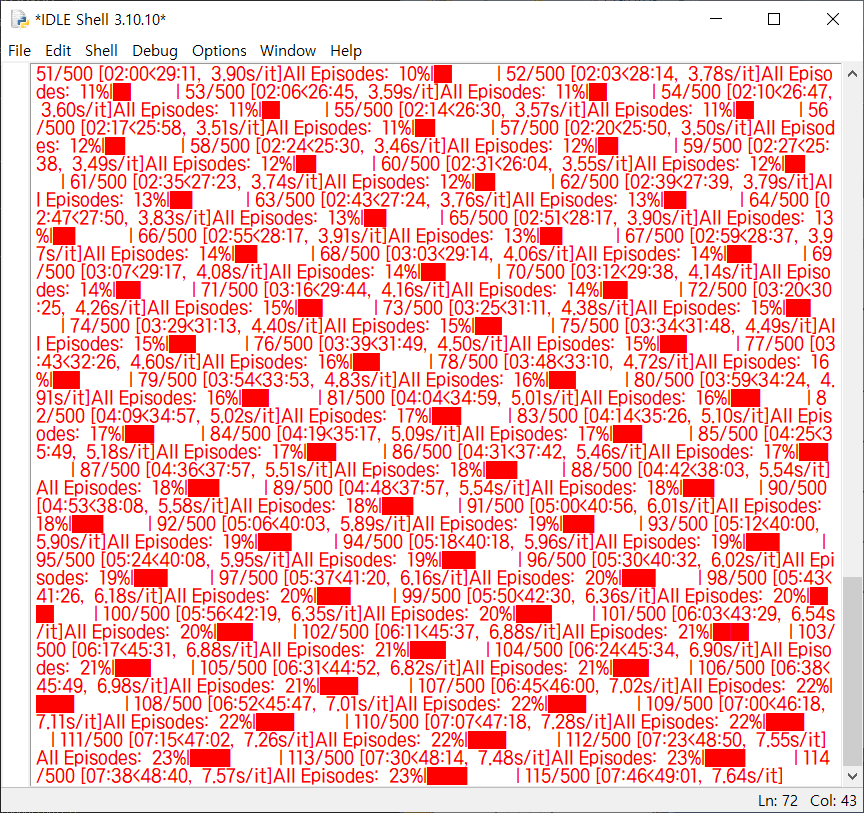 *IDLE Shell 3.10.10*
File Edit Shell Debug Options Window Help
51/500 [02:00<29:11, 3.90s/it]All Episodes: 10%|██ | 52/500 [02:03<28:14, 3.78s/it]All Episo
des: 11%|██ | 53/500 [02:06<26:45, 3.59s/it]All Episodes: 11%|██ | 54/500 [02:10<26:47,
3.60s/it]All Episodes: 11%|██ | 55/500 [02:14<26:30, 3.57s/it]All Episodes: 11%|██ | 56
/500 [02:17<25:58, 3.51s/it]All Episodes: 11%|██ | 57/500 [02:20<25:50, 3.50s/it]All Episod
es: 12%|██ | 58/500 [02:24<25:30, 3.46s/it]All Episodes: 12%|██ | 59/500 [02:27<25:
38, 3.49s/it]All Episodes: 12%|██ | 60/500 [02:31<26:04, 3.55s/it]All Episodes: 12%|██
| 61/500 [02:35<27:23, 3.74s/it]All Episodes: 12%|██ | 62/500 [02:39<27:39, 3.79s/it]Al
l Episodes: 13%|██ | 63/500 [02:43<27:24, 3.76s/it]All Episodes: 13%|██ | 64/500 [0
2:47<27:50, 3.83s/it]All Episodes: 13%|██ | 65/500 [02:51<28:17, 3.90s/it]All Episodes: 13
%|██ | 66/500 [02:55<28:17, 3.91s/it]All Episodes: 13%|██ | 67/500 [02:59<28:37, 3.9
7s/it]All Episodes: 14%|██ | 68/500 [03:03<29:14, 4.06s/it]All Episodes: 14%|██ | 69
/500 [03:07<29:17, 4.08s/it]All Episodes: 14%|██ | 70/500 [03:12<29:38, 4.14s/it]All Episo
des: 14%|██ | 71/500 [03:16<29:44, 4.16s/it]All Episodes: 14%|██ | 72/500 [03:20<30
:25, 4.26s/it]All Episodes: 15%|██ | 73/500 [03:25<31:11, 4.38s/it]All Episodes: 15%|██
| 74/500 [03:29<31:13, 4.40s/it]All Episodes: 15%|██ | 75/500 [03:34<31:48, 4.49s/it]Al
l Episodes: 15%|██ | 76/500 [03:39<31:49, 4.50s/it]All Episodes: 15%|██ | 77/500 [03
:43<32:26, 4.60s/it]All Episodes: 16%|██ | 78/500 [03:48<33:10, 4.72s/it]All Episodes: 16
%|██ | 79/500 [03:54<33:53, 4.83s/it]All Episodes: 16%|██ | 80/500 [03:59<34:24, 4.
91s/it]All Episodes: 16%|██ | 81/500 [04:04<34:59, 5.01s/it]All Episodes: 16%|██ | 8
2/500 [04:09<34:57, 5.02s/it]All Episodes: 17%|██ | 83/500 [04:14<35:26, 5.10s/it]All Epis
odes: 17%|██ | 84/500 [04:19<35:17, 5.09s/it]All Episodes: 17%|██ | 85/500 [04:25<3
5:49, 5.18s/it]All Episodes: 17%|██ | 86/500 [04:31<37:42, 5.46s/it]All Episodes: 17%|██
| 87/500 [04:36<37:57, 5.51s/it]All Episodes: 18%|██ | 88/500 [04:42<38:03, 5.54s/it]
All Episodes: 18%|██ | 89/500 [04:48<37:57, 5.54s/it]All Episodes: 18%|██ | 90/500
[04:53<38:08, 5.58s/it]All Episodes: 18%|██ | 91/500 [05:00<40:56, 6.01s/it]All Episodes:
18%|██ | 92/500 [05:06<40:03, 5.89s/it]All Episodes: 19%|██ | 93/500 [05:12<40:00,
5.90s/it]All Episodes: 19%|██ | 94/500 [05:18<40:18, 5.96s/it]All Episodes: 19%|██ |
95/500 [05:24<40:08, 5.95s/it]All Episodes: 19%|██ | 96/500 [05:30<40:32, 6.02s/it]All Epi
sodes: 19%|██ | 97/500 [05:37<41:20, 6.16s/it]All Episodes: 20%|██ | 98/500 [05:43<
41:26, 6.18s/it]All Episodes: 20%|██ | 99/500 [05:50<42:30, 6.36s/it]All Episodes: 20%|█
█ | 100/500 [05:56<42:19, 6.35s/it]All Episodes: 20%|██ | 101/500 [06:03<43:29, 6.54s
/it]All Episodes: 20%|██ | 102/500 [06:11<45:37, 6.88s/it]All Episodes: 21%|██ | 103/
500 [06:17<45:31, 6.88s/it]All Episodes: 21%|██ | 104/500 [06:24<45:34, 6.90s/it]All Episo
des: 21%|██ | 105/500 [06:31<44:52, 6.82s/it]All Episodes: 21%|██ | 106/500 [06:38<
45:49, 6.98s/it]All Episodes: 21%|██ | 107/500 [06:45<46:00, 7.02s/it]All Episodes: 22%|
██ | 108/500 [06:52<45:47, 7.01s/it]All Episodes: 22%|██ | 109/500 [07:00<46:18,
7.11s/it]All Episodes: 22%|██ | 110/500 [07:07<47:18, 7.28s/it]All Episodes: 22%|██
| 111/500 [07:15<47:02, 7.26s/it]All Episodes: 22%|██ | 112/500 [07:23<48:50, 7.55s/it]
All Episodes: 23%|██ | 113/500 [07:30<48:14, 7.48s/it]All Episodes: 23%|██ | 114
/500 [07:38<48:40, 7.57s/it]All Episodes: 23%|██ | 115/500 [07:46<49:01, 7.64s/it]
Ln: 72 Col: 43